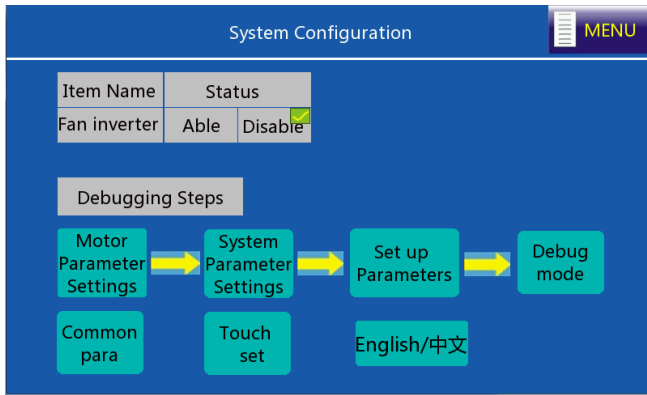 System Configuration
MENU
Item Name
Status
Fan inverter
Able
Disable
Debugging Steps
Motor
Parameter
Settings
System
Parameter
Settings
Set up
Parameters
Debug
mode
Common
para
Touch
set
English/中文